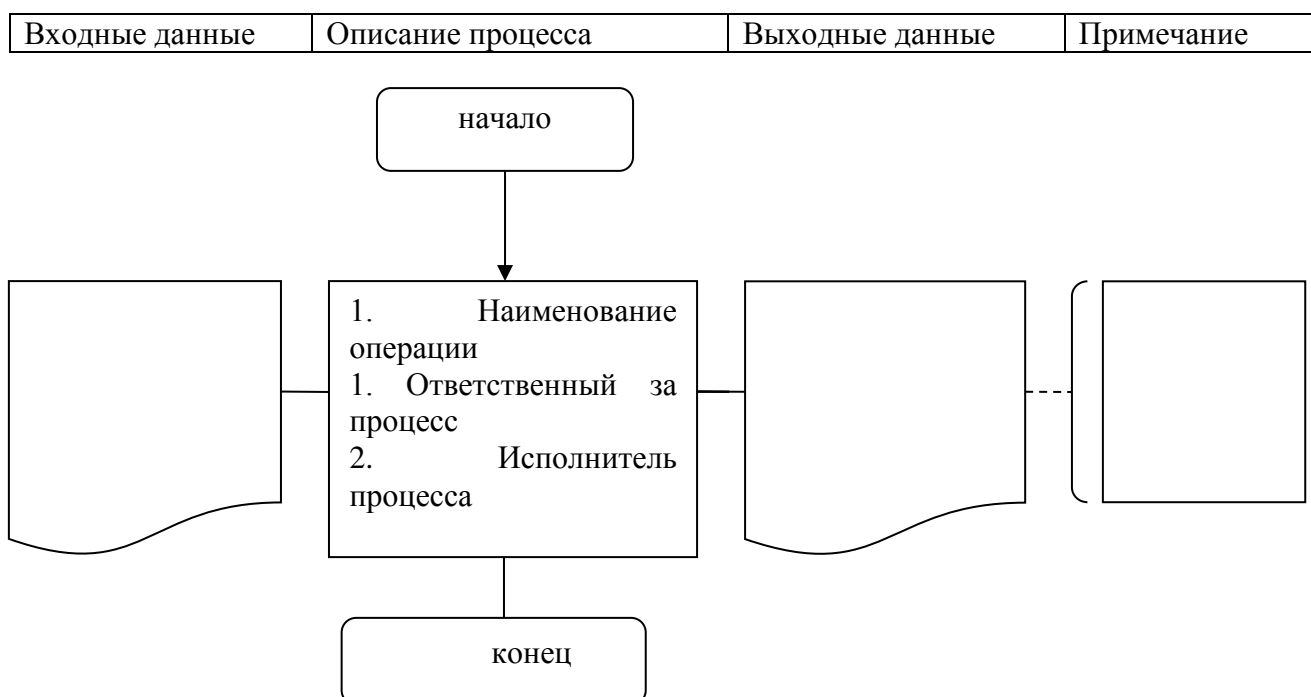 Входные данные Описание процесса Выходные данные Примечание
начало
1. Наименование
операции
1. Ответственный за
процесс
2. Исполнитель
процесса
конец